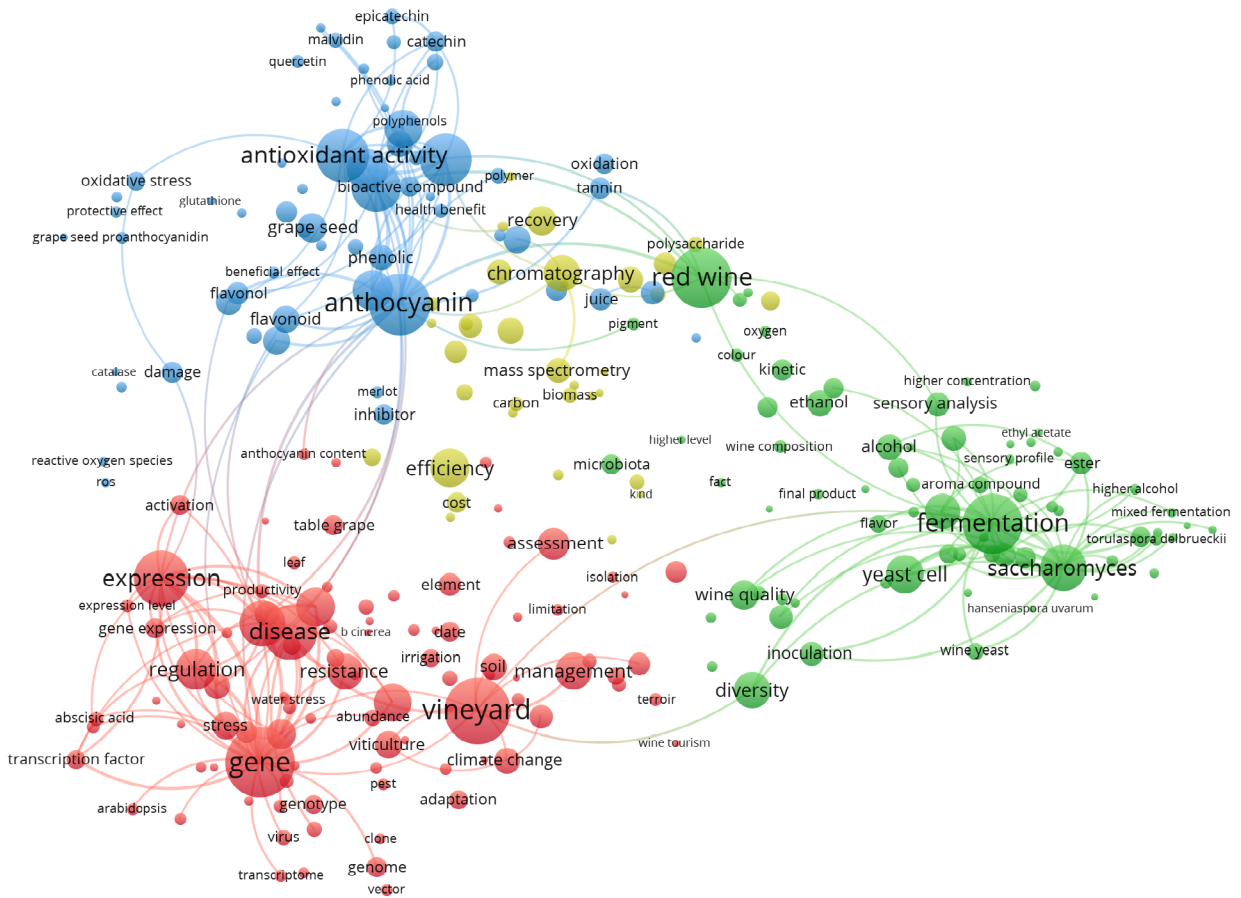 epicatechin
malvidin
catechin
quercetin
phenolic acid
polyphenols
antioxidant activity
oxidation
polymer
oxidative stress
bioactive compound
tannin
glutathione
protective effect
health benefit
recovery
grape seed
grape seed proanthocyanidin
polysaccharide
phenolic
beneficial effect
chromatography
red wine
flavonol
anthocyanin
juice
flavonoid
pigment
oxygen
colour
catalase
damage
mass spectrometry
kinetic
higher concentration
merlot
biomass
carbon
ethanol
sensory analysis
inhibitor
higher level
wine composition
alcohol
ethyl acetate
anthocyanin content
sensory profile
reactive oxygen species
efficiency
microbiota
ester
ros
fact
aroma compound
kind
final product
higher alcohol
activation
cost
mixed fermentation
table grape
flavor
fermentation
assessment
torulaspora delbrueckii
leaf
expression
productivity
element
isolation
yeast cell
saccharomyces
expression level
limitation
wine quality
hanseniaspora uvarum
gene expression
disease
b cinerea
date
irrigation
inoculation
wine yeast
regulation
resistance
soil
management
diversity
water stress
terroir
abscisic acid
stress
abundance
vineyard
transcription factor
gene
viticulture
climate change
wine tourism
pest
arabidopsis
genotype
adaptation
virus
clone
transcriptome
genome
vector